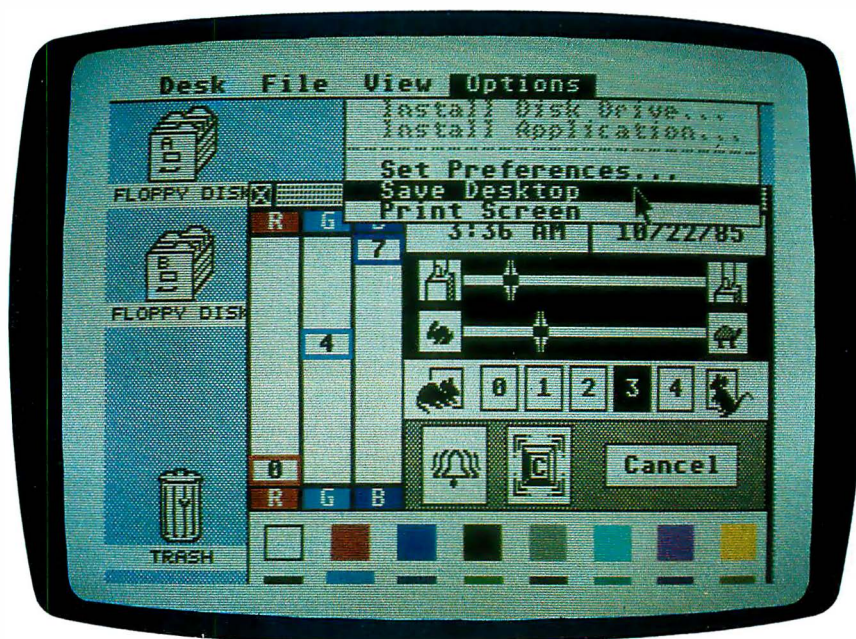 Desk File View Options
Install Disk Drive...
Install Application...
Set Preferences...
Save Desktop
Print Screen
A
FLOPPY DISK
B
FLOPPY DISK
TRASH
R G B
7
4
0
R G B
3:36 AM 10/22/85
0 1 2 3 4
C
Cancel